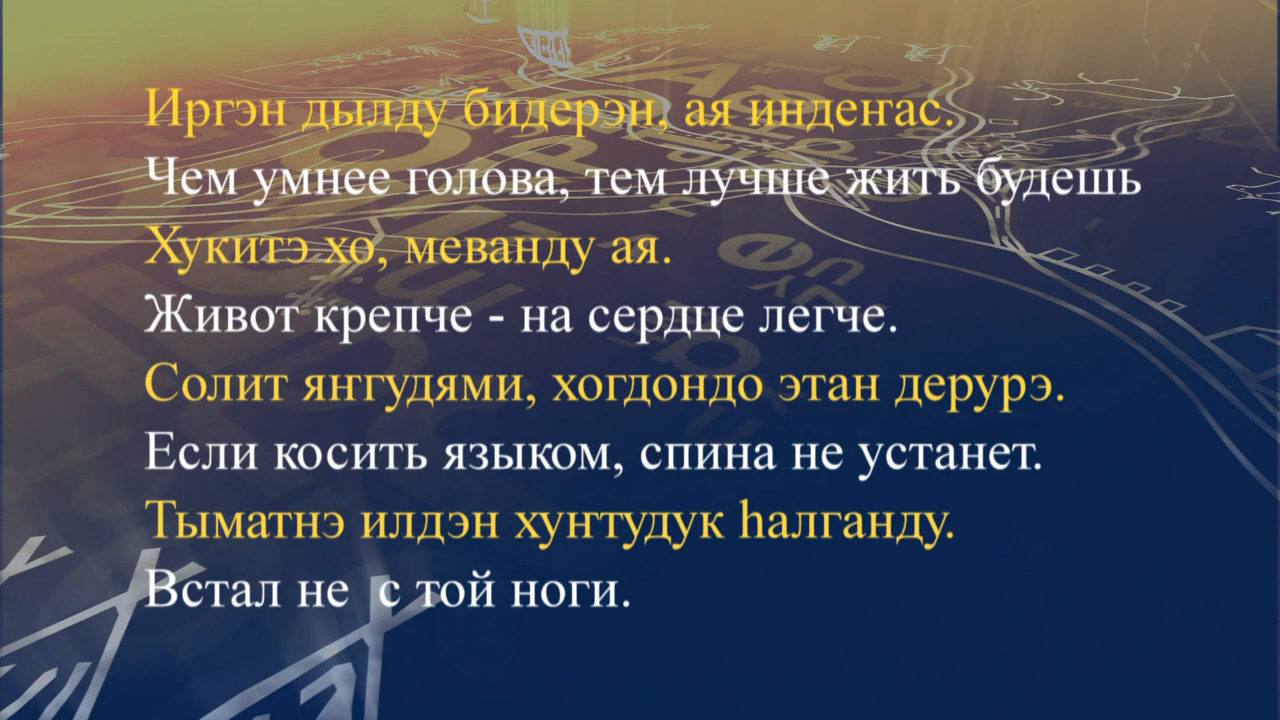 Иргэн дылду бидерэн, ая индеңас.
Чем умнее голова, тем лучше жить будешь
Хукитэ хо, меванду ая.
Живот крепче - на сердце легче.
Солит янгудями, хогдондо этан дерурэ.
Если косить языком, спина не устанет.
Тыматнэ илдэн хунтудук һалганду.
Встал не  с той ноги.